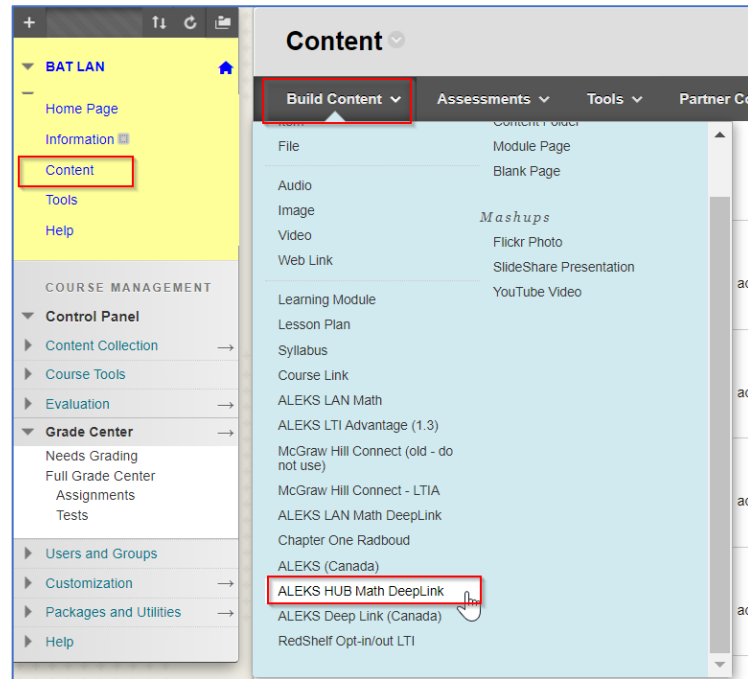 BAT LAN
Home Page
Information
Content
Tools
Help
COURSE MANAGEMENT
Control Panel
Content Collection
Course Tools
Evaluation
Grade Center
Needs Grading
Full Grade Center
Assignments
Tests
Users and Groups
Customization
Packages and Utilities
Help
Content
Build Content
Assessments
Tools
Partner Co
File
Audio
Image
Video
Web Link
Learning Module
Lesson Plan
Syllabus
Course Link
ALEKS LAN Math
ALEKS LTI Advantage (1.3)
McGraw Hill Connect (old - do
not use)
McGraw Hill Connect - LTIA
ALEKS LAN Math DeepLink
Chapter One Radboud
ALEKS (Canada)
ALEKS HUB Math DeepLink
ALEKS Deep Link (Canada)
RedShelf Opt-in/out LTI
Content Folder
Module Page
Blank Page
Mashups
Flickr Photo
SlideShare Presentation
YouTube Video